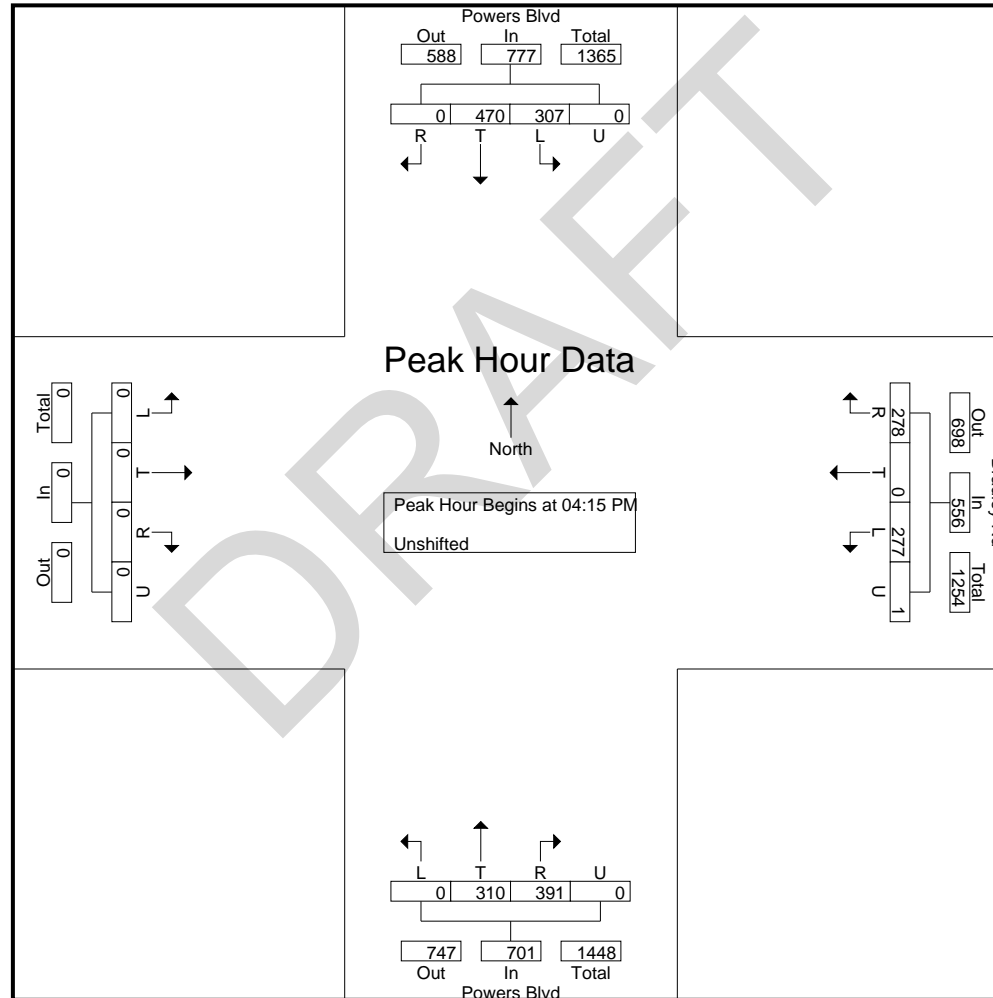 Powers Blvd
Out In Total
588 777 1365
0 470 307 0
R T L U
DRAFT
Peak Hour Data
North
Peak Hour Begins at 04:15 PM
Unshifted
Total In Out
0 0 0
0 0 0 0
L T R U
Out In Total
698 556 1254
278 0 277 1
R T L U
L T R U
0 310 391 0
747 701 1448
Out In Total
Powers Blvd